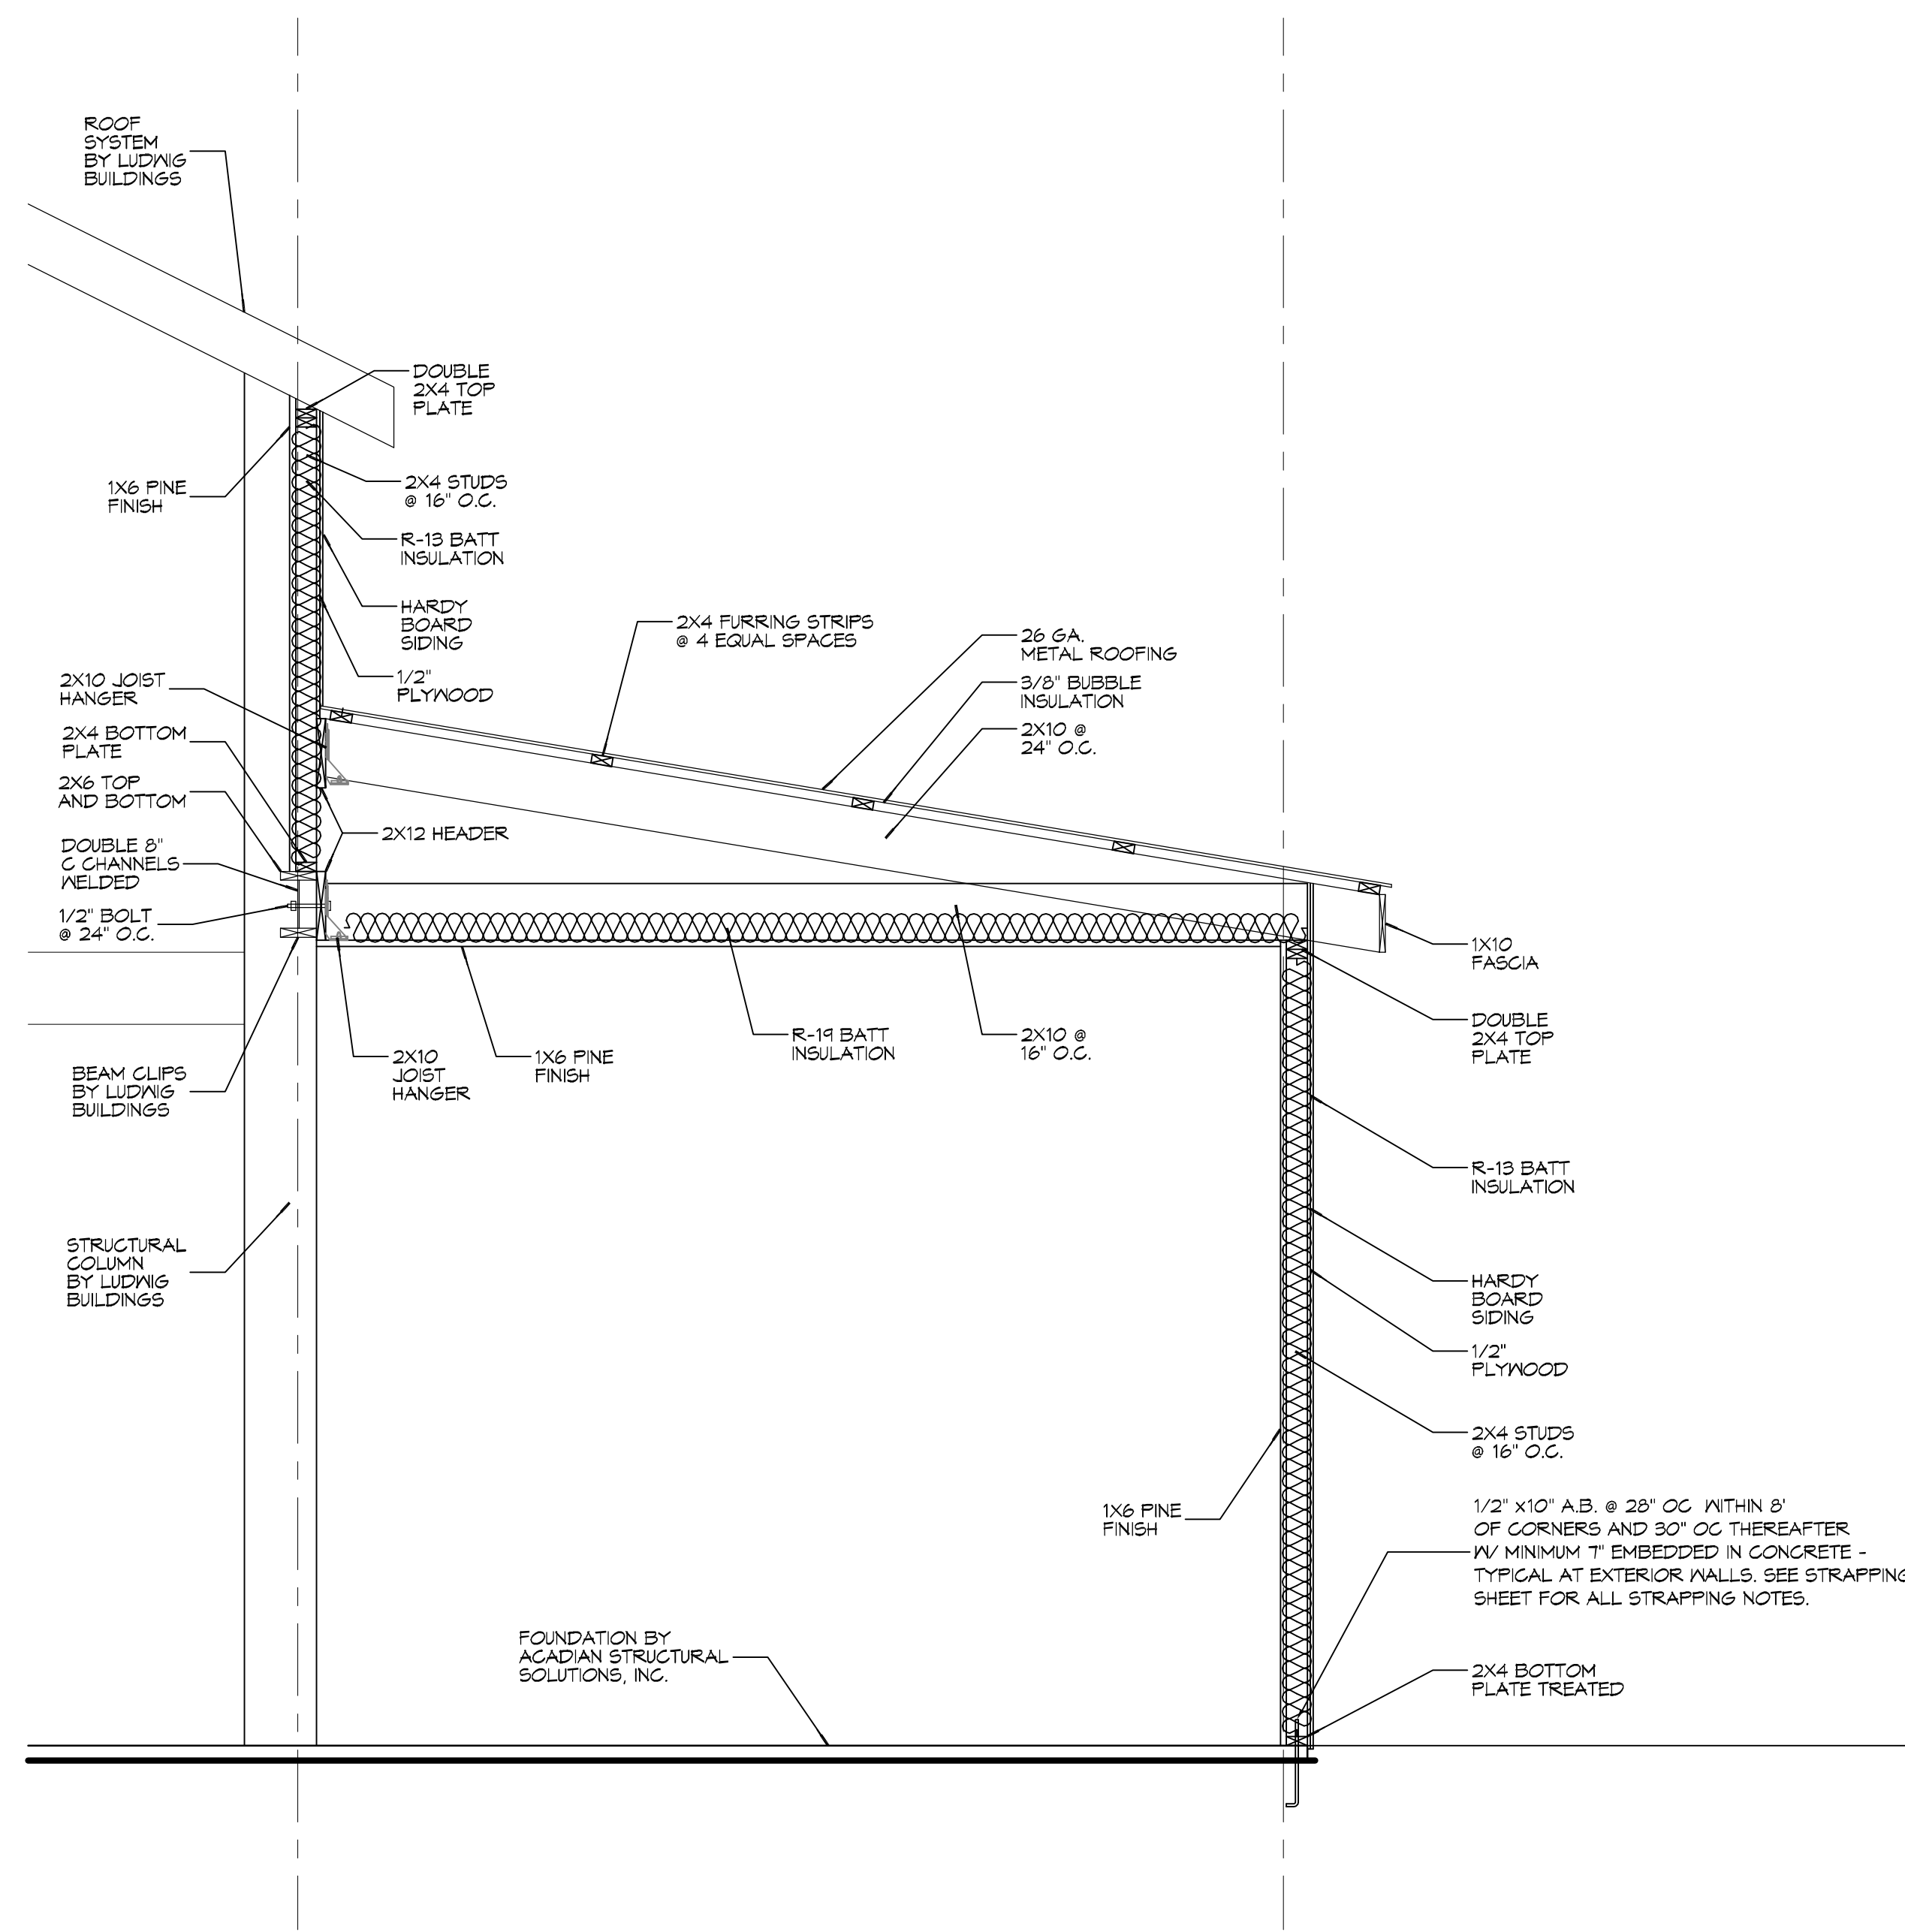 ROOF
SYSTEM
BY LUDWIG
BUILDINGS
DOUBLE
2X4 TOP
PLATE
1X6 PINE
FINISH
2X4 STUDS
@ 16" O.C.
R-13 BATT
INSULATION
HARDY
BOARD
SIDING
1/2"
PLYWOOD
2X4 FURRING STRIPS
@ 4 EQUAL SPACES
26 GA.
METAL ROOFING
3/8" BUBBLE
INSULATION
2X10 @
24" O.C.
2X10 JOIST
HANGER
2X4 BOTTOM
PLATE
2X6 TOP
AND BOTTOM
2X12 HEADER
DOUBLE 8"
C CHANNELS
WELDED
1/2" BOLT
@ 24" O.C.
BEAM CLIPS
BY LUDWIG
BUILDINGS
2X10
JOIST
HANGER
1X6 PINE
FINISH
R-19 BATT
INSULATION
2X10 @
16" O.C.
1X10
FASCIA
DOUBLE
2X4 TOP
PLATE
R-13 BATT
INSULATION
STRUCTURAL
COLUMN
BY LUDWIG
BUILDINGS
HARDY
BOARD
SIDING
1/2"
PLYWOOD
2X4 STUDS
@ 16" O.C.
1X6 PINE
FINISH
1/2" x10" A.B. @ 28" OC WITHIN 8'
OF CORNERS AND 30" OC THEREAFTER
W/ MINIMUM 7" EMBEDDED IN CONCRETE -
TYPICAL AT EXTERIOR WALLS. SEE STRAPPING
SHEET FOR ALL STRAPPING NOTES.
FOUNDATION BY
ACADIAN STRUCTURAL
SOLUTIONS, INC.
2X4 BOTTOM
PLATE TREATED